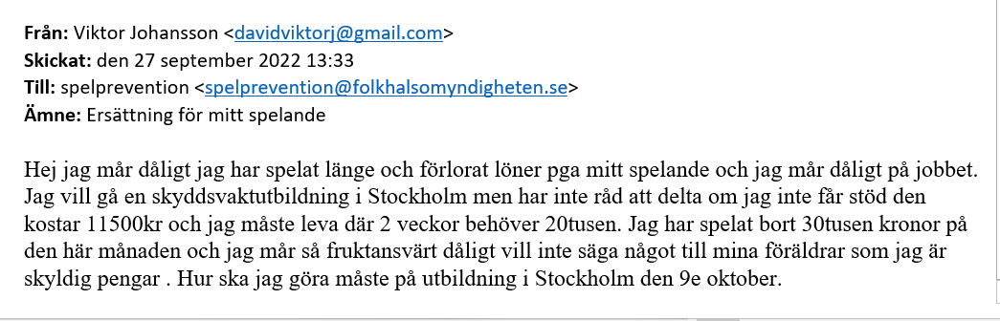 Från: Viktor Johansson <davidviktorj@gmail.com>
Skickat: den 27 september 2022 13:33
Till: spelprevention <spelprevention@folkhalsomyndigheten.se>
Ämne: Ersättning för mitt spelande
Hej jag mår dåligt jag har spelat länge och förlorat löner pga mitt spelande och jag mår dåligt på jobbet.
Jag vill gå en skyddsvaktutbildning i Stockholm men har inte råd att delta om jag inte får stöd den
kostar 11500kr och jag måste leva där 2 veckor behöver 20tusen. Jag har spelat bort 30tusen kronor på
den här månaden och jag mår så fruktansvärt dåligt vill inte säga något till mina föräldrar som jag är
skyldig pengar . Hur ska jag göra måste på utbildning i Stockholm den 9e oktober.